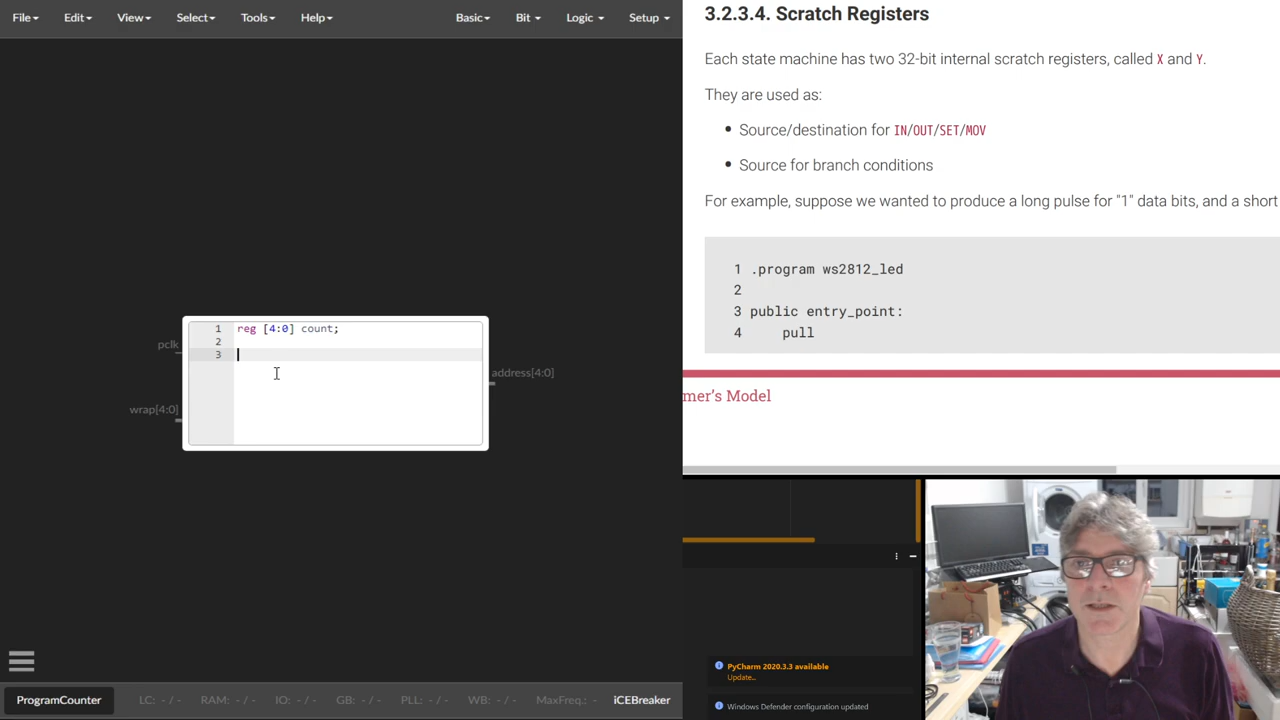 File Edit View Select Tools Help Basic Bit Logic Setup
pclk
wrap[4:0]
1 reg [4:0] count;
2
3
address[4:0]
ProgramCounter LC: - / - RAM: - / - IO: - / - GB: - / - PLL: - / - WB: - / - MaxFreq.: - iCEBreaker
3.2.3.4. Scratch Registers
Each state machine has two 32-bit internal scratch registers, called X and Y.
They are used as:
• Source/destination for IN/OUT/SET/MOV
• Source for branch conditions
For example, suppose we wanted to produce a long pulse for "1" data bits, and a short
1 .program ws2812_led
2
3 public entry_point:
4 pull
mer's Model
PyCharm 2020.3.3 available
Update...
Windows Defender configuration updated